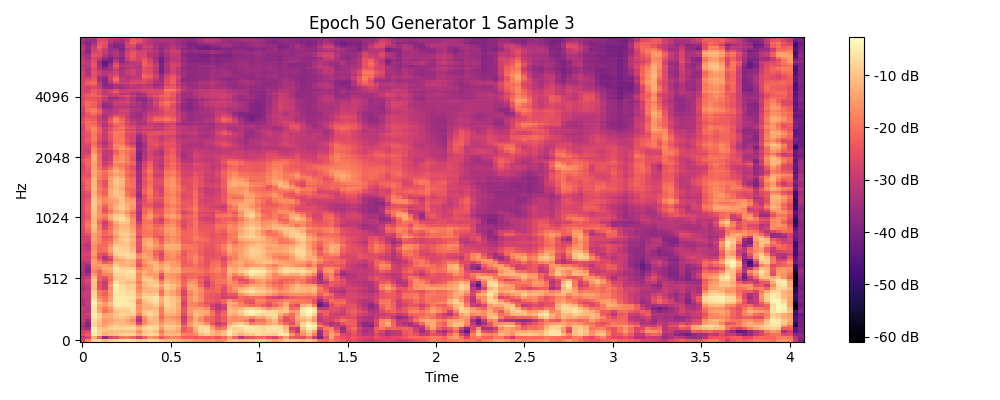 Epoch 50 Generator 1 Sample 3
Hz
4096
2048
1024
512
0
0
0.5
1
1.5
2
2.5
3
3.5
4
Time
-10 dB
-20 dB
-30 dB
-40 dB
-50 dB
-60 dB